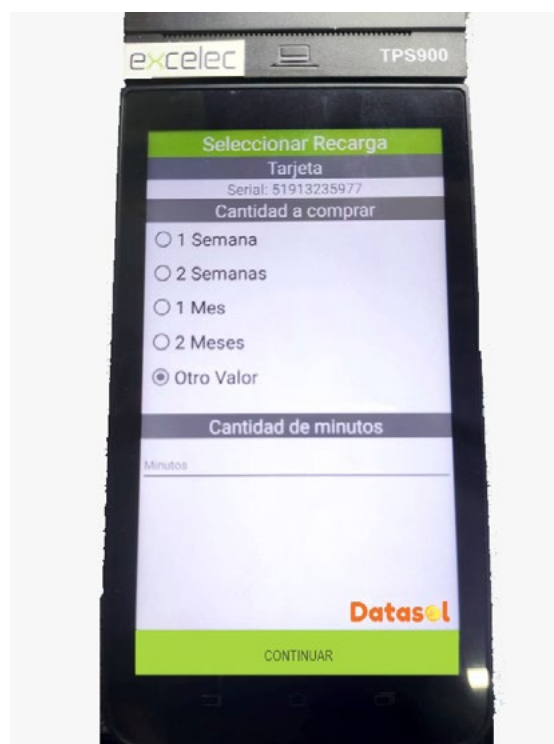 excelec
TPS900
Seleccionar Recarga
Tarjeta
Serial: 51913235977
Cantidad a comprar
1 Semana
2 Semanas
1 Mes
2 Meses
Otro Valor
Cantidad de minutos
Minutos
Datasol
CONTINUAR